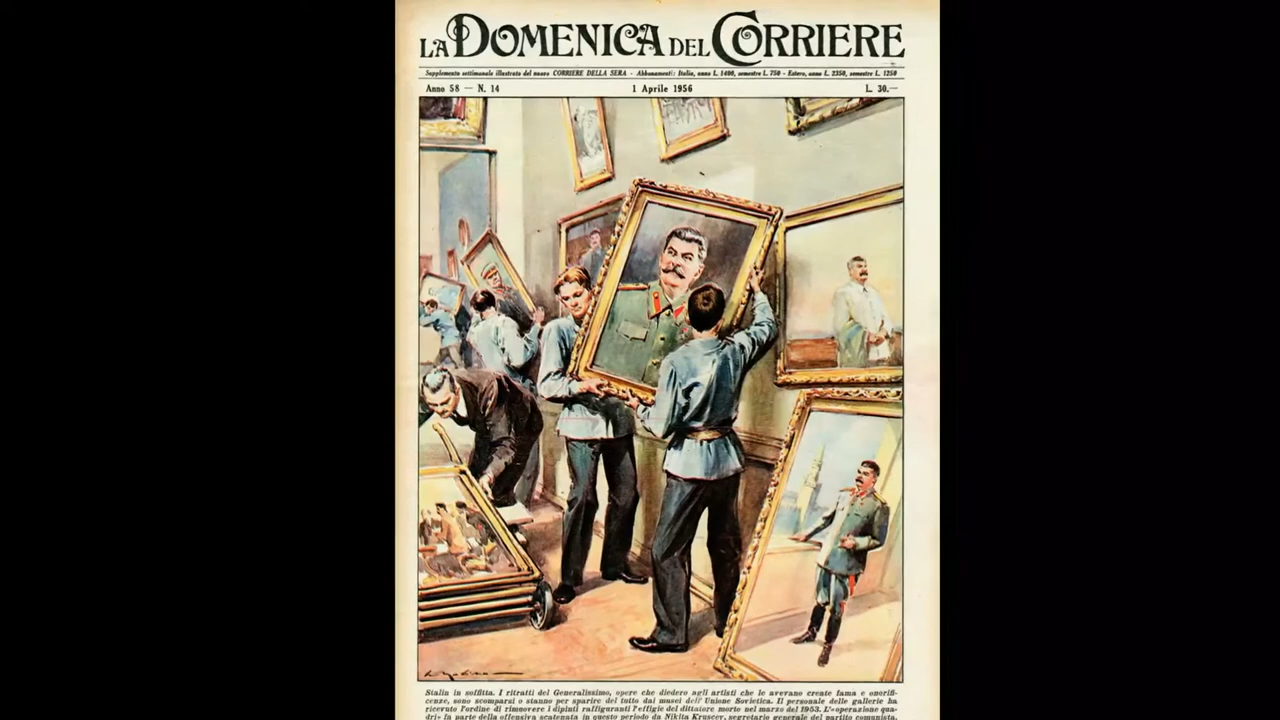 LA DOMENICA DEL CORRIERE
Supplemento settimanale illustrato del nuovo CORRIERE DELLA SERA - Abbonamenti: Italia, anno L. 1400, semestre L. 750 - Estero, anno L. 2350, semestre L. 1250
Anno 58 — N. 14 1 Aprile 1956 L. 30.—
Stalin in soffitta. I ritratti del Generalissimo, opere che diedero agli artisti che le avevano create fama e onorifi-
cenze, sono scomparsi o stanno per sparire del tutto dai musei dell'Unione Sovietica. Il personale delle gallerie ha
ricevuto l'ordine di rimuovere i dipinti raffiguranti l'effigie del dittatore morto nel marzo del 1953. L'«operazione qua-
dri» fa parte della offensiva scatenata in questo periodo da Nikita Kruscev, segretario generale del partito comunista.